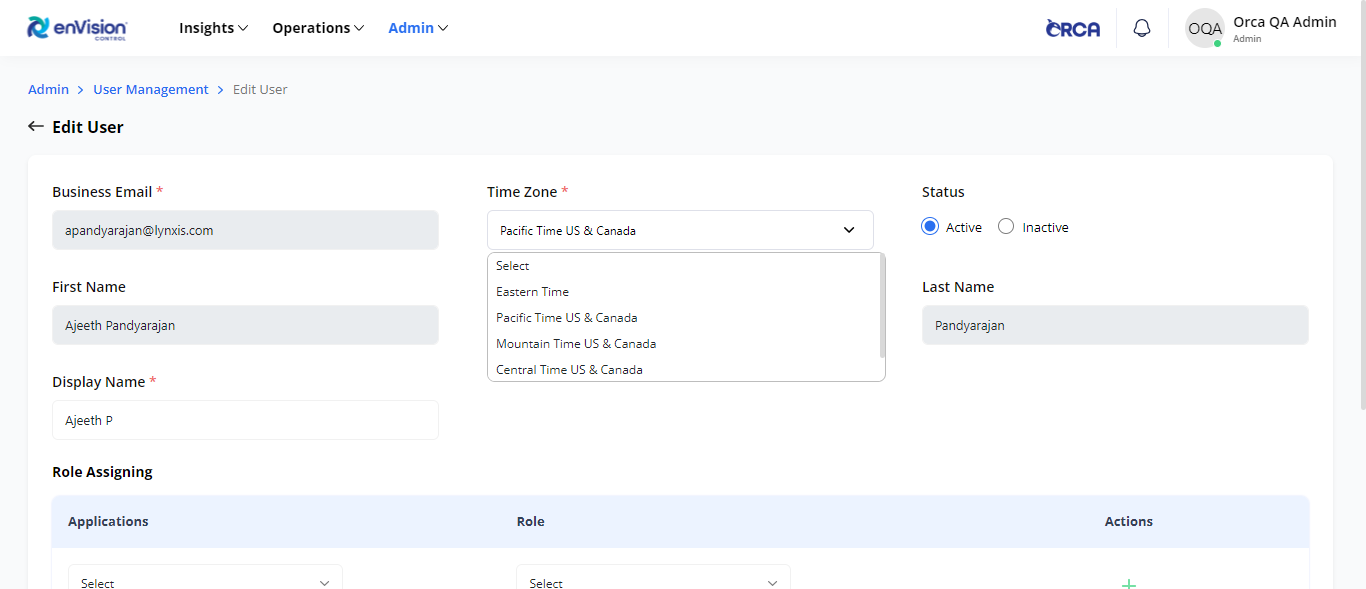 enVision
CONTROL
Insights Operations Admin
ORCA
OQA
Orca QA Admin
Admin
Admin > User Management > Edit User
Edit User
Business Email *
apandyarajan@lynxis.com
Time Zone *
Pacific Time US & Canada
Select
Eastern Time
Pacific Time US & Canada
Mountain Time US & Canada
Central Time US & Canada
Status
Active Inactive
First Name
Ajeeth Pandyarajan
Last Name
Pandyarajan
Display Name *
Ajeeth P
Role Assigning
Applications Role Actions
Select Select +